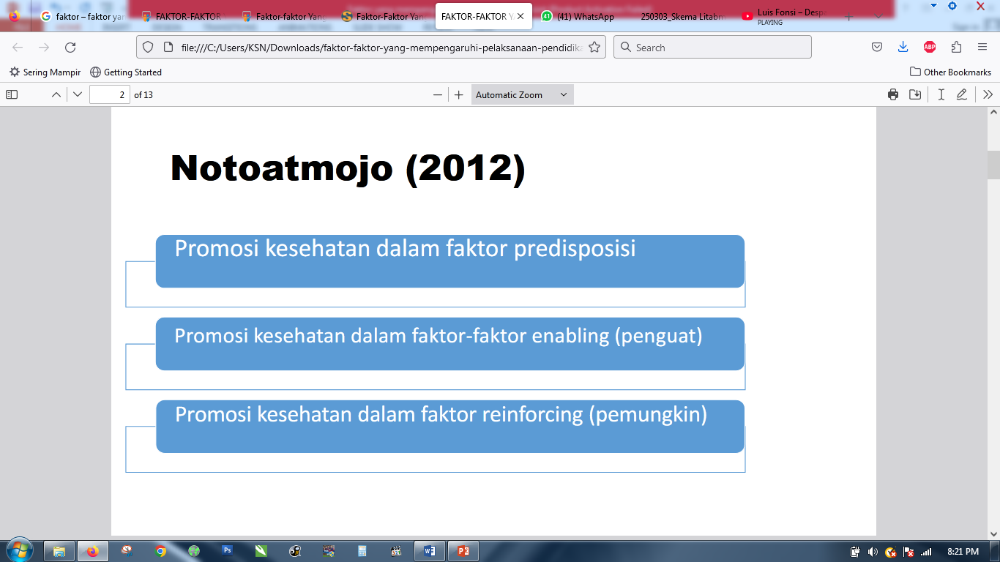 faktor – faktor yan
FAKTOR-FAKTOR
Faktor-faktor Yang
Faktor-Faktor Yang
FAKTOR-FAKTOR Y
41
(41) WhatsApp
250303_Skema Litabm
Luis Fonsi – Desp
PLAYING
file:///C:/Users/KSN/Downloads/faktor-faktor-yang-mempengaruhi-pelaksanaan-pendidika
Search
ABP
Sering Mampir
Getting Started
Other Bookmarks
2 of 13
Automatic Zoom
Notoatmojo (2012)
Promosi kesehatan dalam faktor predisposisi
Promosi kesehatan dalam faktor-faktor enabling (penguat)
Promosi kesehatan dalam faktor reinforcing (pemungkin)
8:21 PM